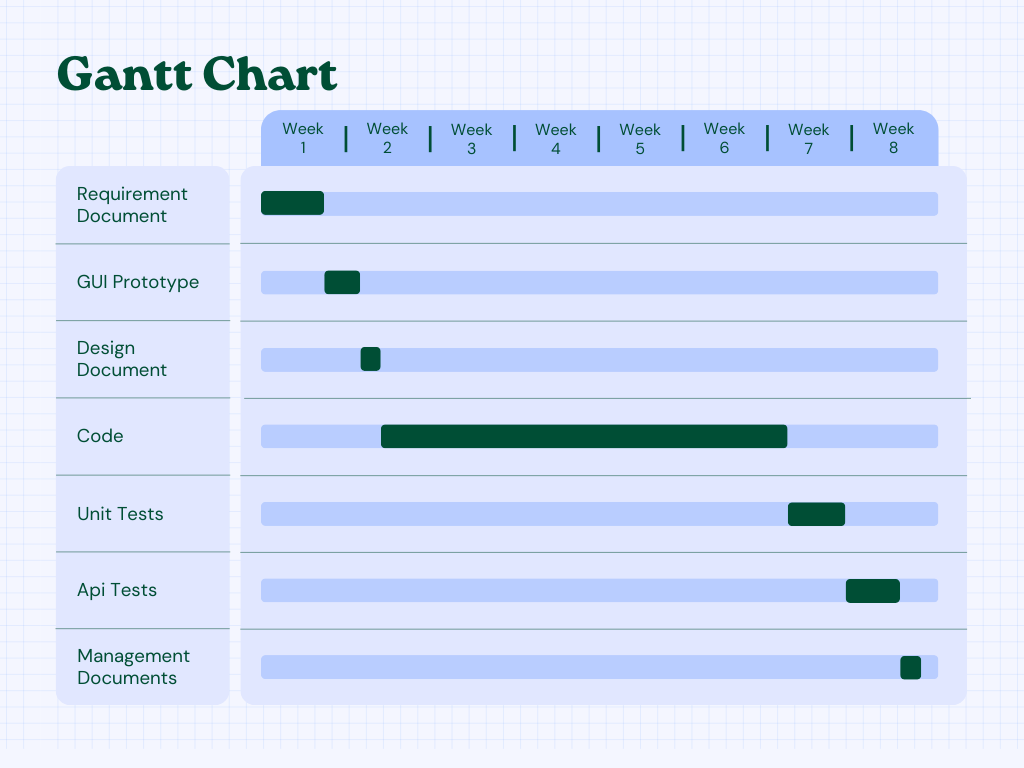 Gantt Chart
Week Week Week Week Week Week Week Week
1 2 3 4 5 6 7 8
Requirement
Document
GUI Prototype
Design
Document
Code
Unit Tests
Api Tests
Management
Documents